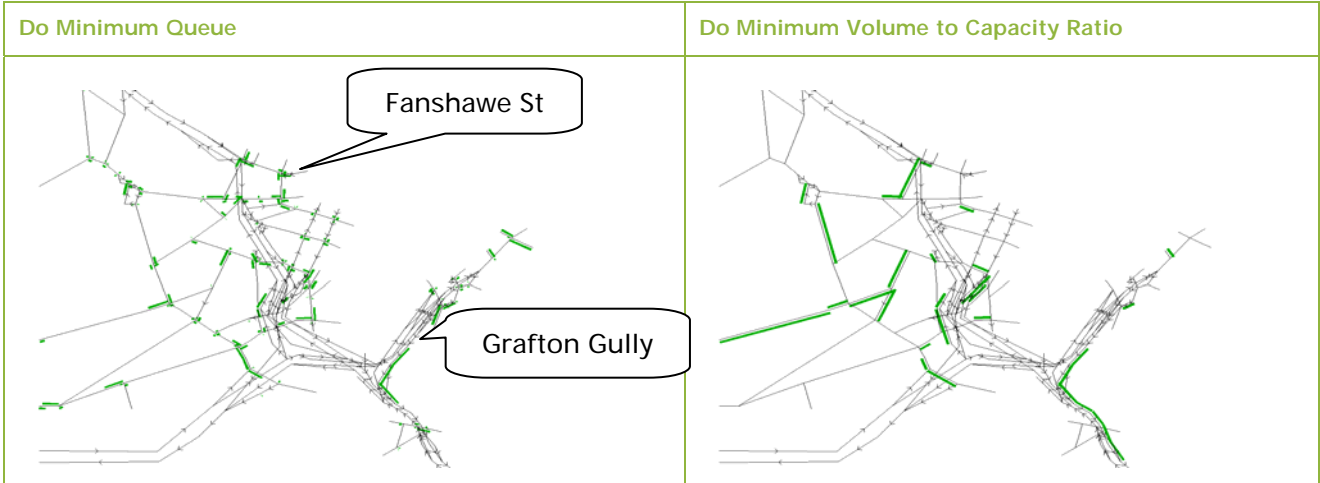 Do Minimum Queue
Do Minimum Volume to Capacity Ratio
Fanshawe St
Grafton Gully